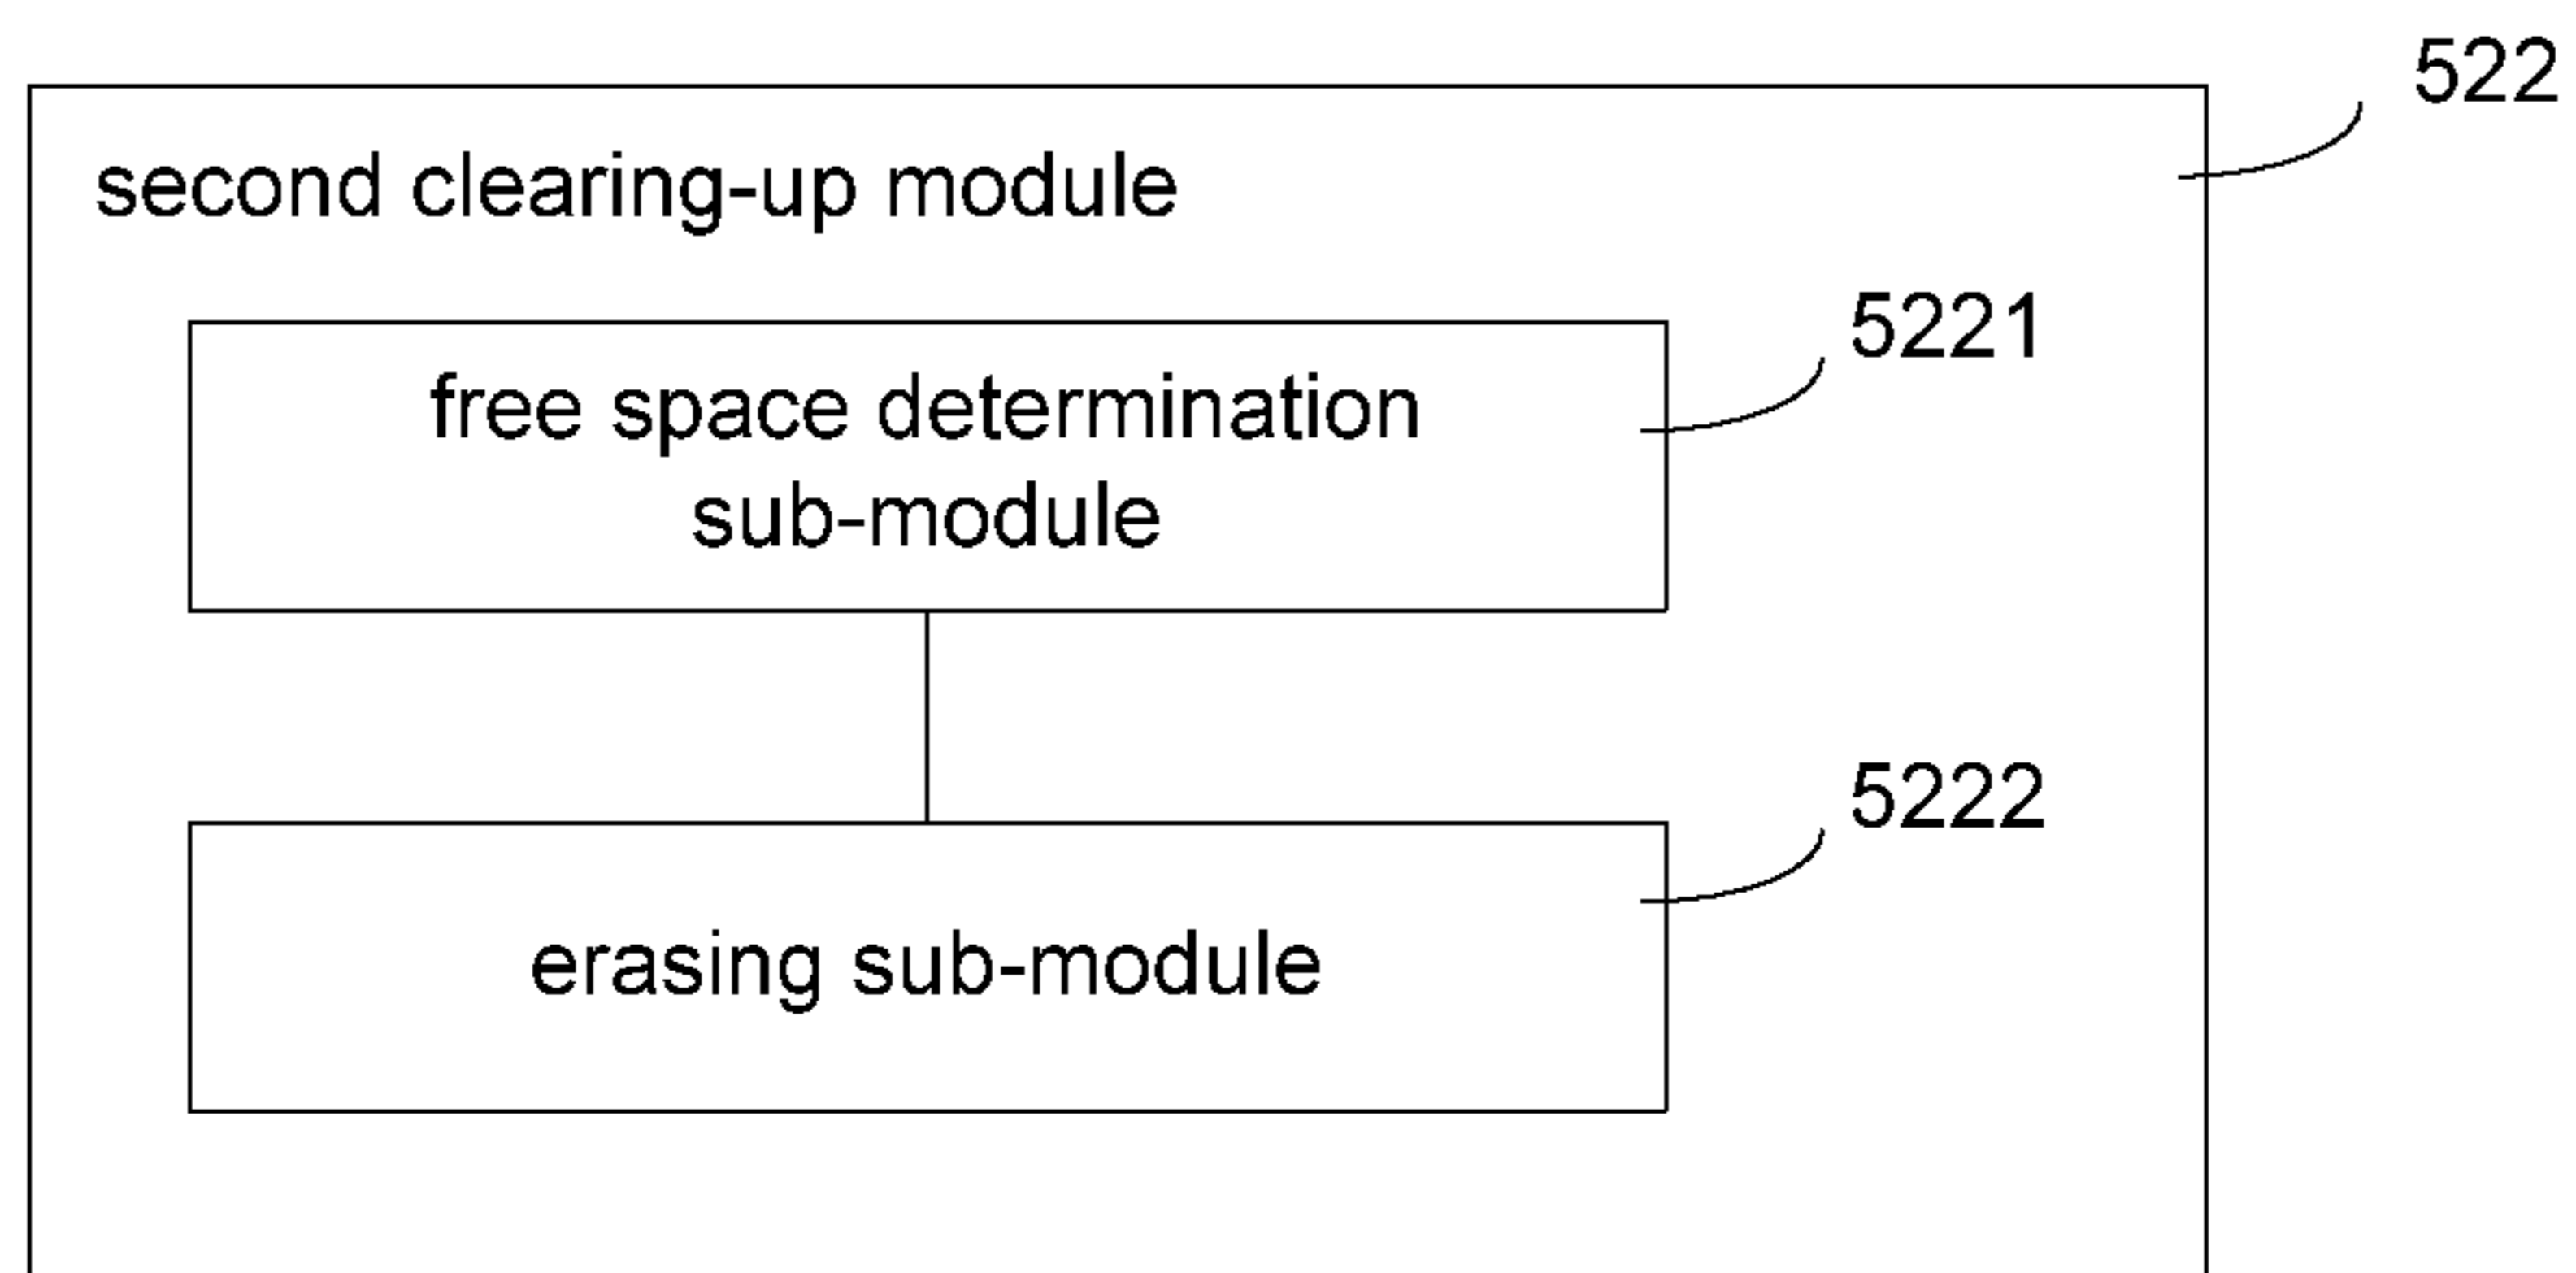 522
second clearing-up module
5221
free space determination
sub-module
5222
erasing sub-module